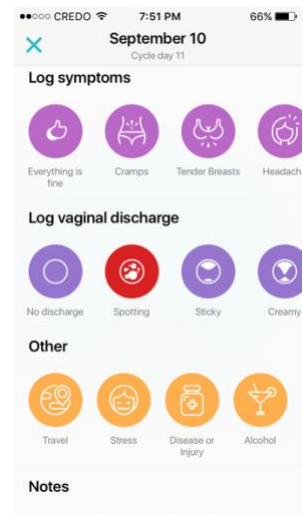 CREDO 7:51 PM 66%
September 10
Cycle day 11
Log symptoms
Everything is fine Cramps Tender Breasts Headach
Log vaginal discharge
No discharge Spotting Sticky Creamy
Other
Travel Stress Disease or Injury Alcohol
Notes